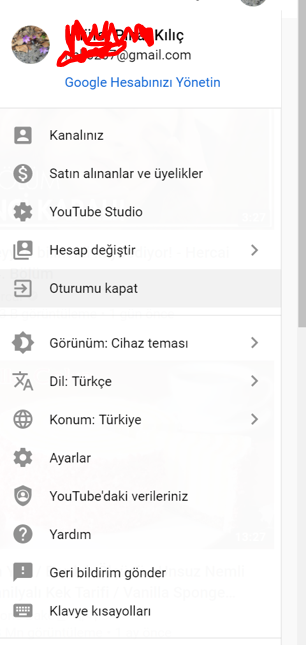 Kılıç
@gmail.com
Google Hesabınızı Yönetin
Kanalınız
Satın alınanlar ve üyelikler
YouTube Studio
Hesap değiştir
Oturumu kapat
Görünüm: Cihaz teması
Dil: Türkçe
Konum: Türkiye
Ayarlar
YouTube'daki verileriniz
Yardım
Geri bildirim gönder
Klavye kısayolları